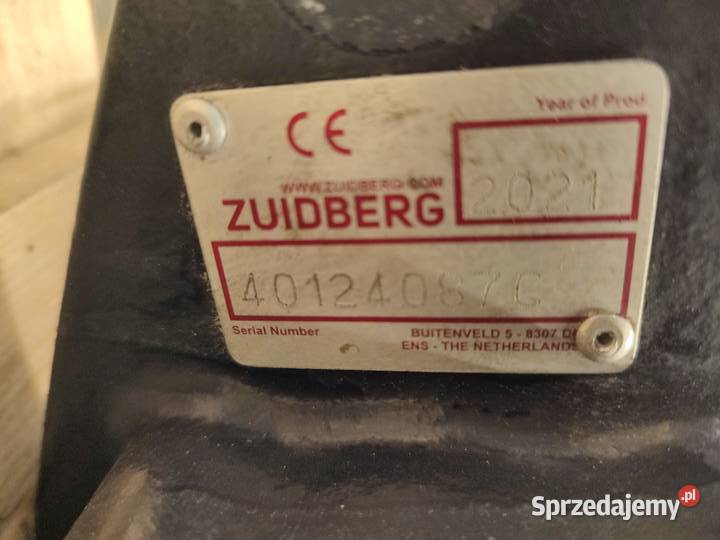 Year of Prod.
CE
WWW.ZUIDBERG.COM
2021
ZUIDBERG
40124087G
Serial Number
BUITENVELD 5 - 8307 D
ENS - THE NETHERLANDS
Sprzedajemy.pl